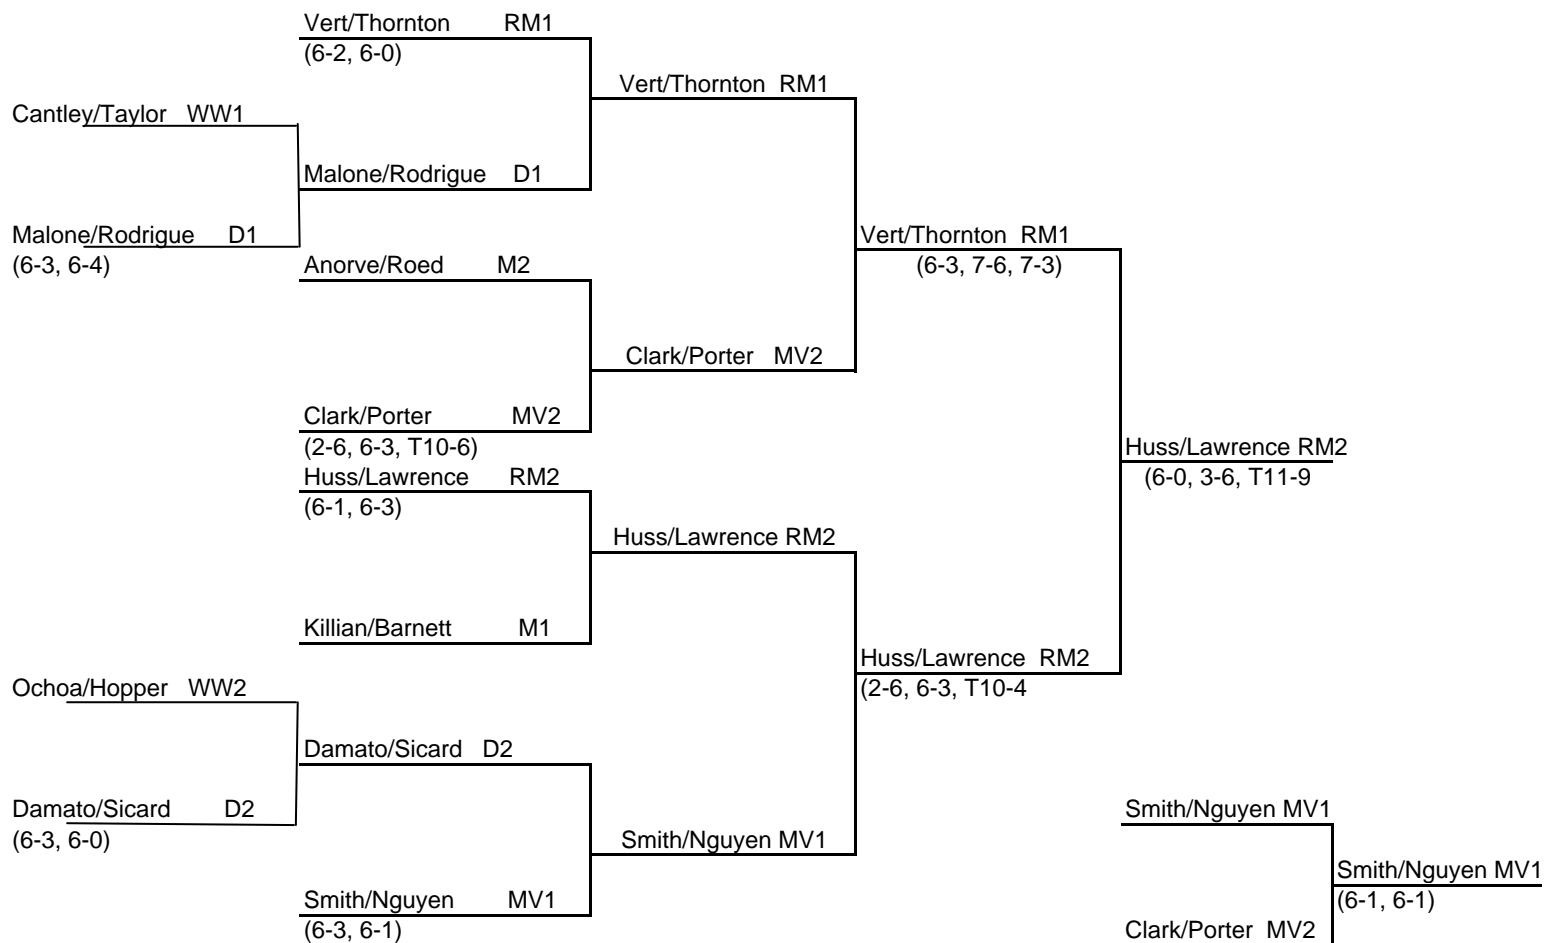 Vert/Thornton RM1
(6-2, 6-0)
Vert/Thornton RM1
Cantley/Taylor WW1
Malone/Rodrigue D1
Malone/Rodrigue D1
(6-3, 6-4)
Vert/Thornton RM1
(6-3, 7-6, 7-3)
Anorve/Roed M2
Clark/Porter MV2
Clark/Porter MV2
(2-6, 6-3, T10-6)
Huss/Lawrence RM2
(6-0, 3-6, T11-9
Huss/Lawrence RM2
(6-1, 6-3)
Huss/Lawrence RM2
Killian/Barnett M1
Huss/Lawrence RM2
(2-6, 6-3, T10-4
Ochoa/Hopper WW2
Damato/Sicard D2
Damato/Sicard D2
(6-3, 6-0)
Smith/Nguyen MV1
Smith/Nguyen MV1
Smith/Nguyen MV1
(6-1, 6-1)
Smith/Nguyen MV1
(6-3, 6-1)
Clark/Porter MV2